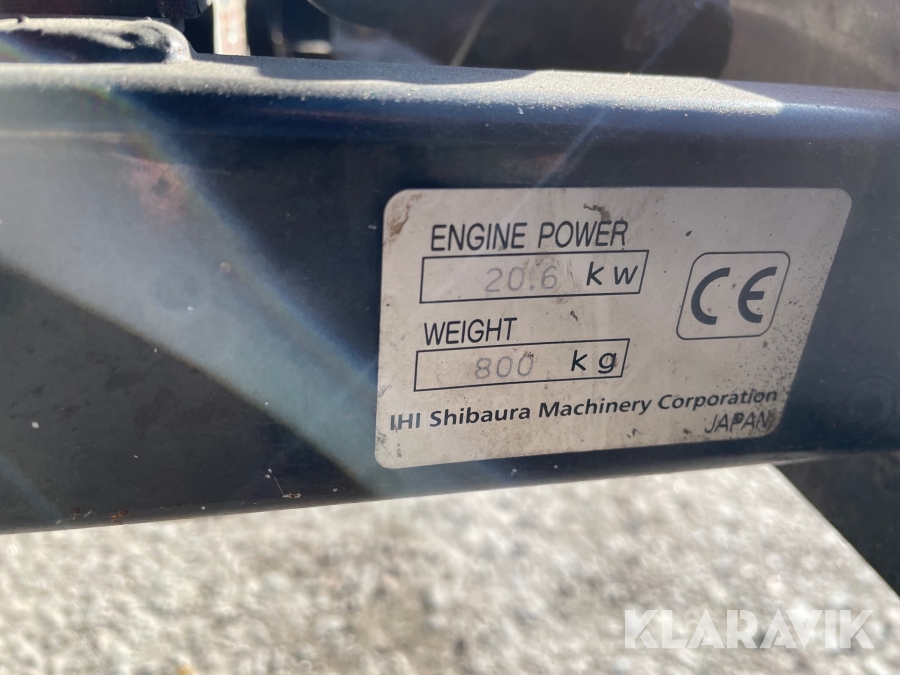 ENGINE POWER
20.6 kw
CE
WEIGHT
800 kg
IHI Shibaura Machinery Corporation
JAPAN
KLARAVIK